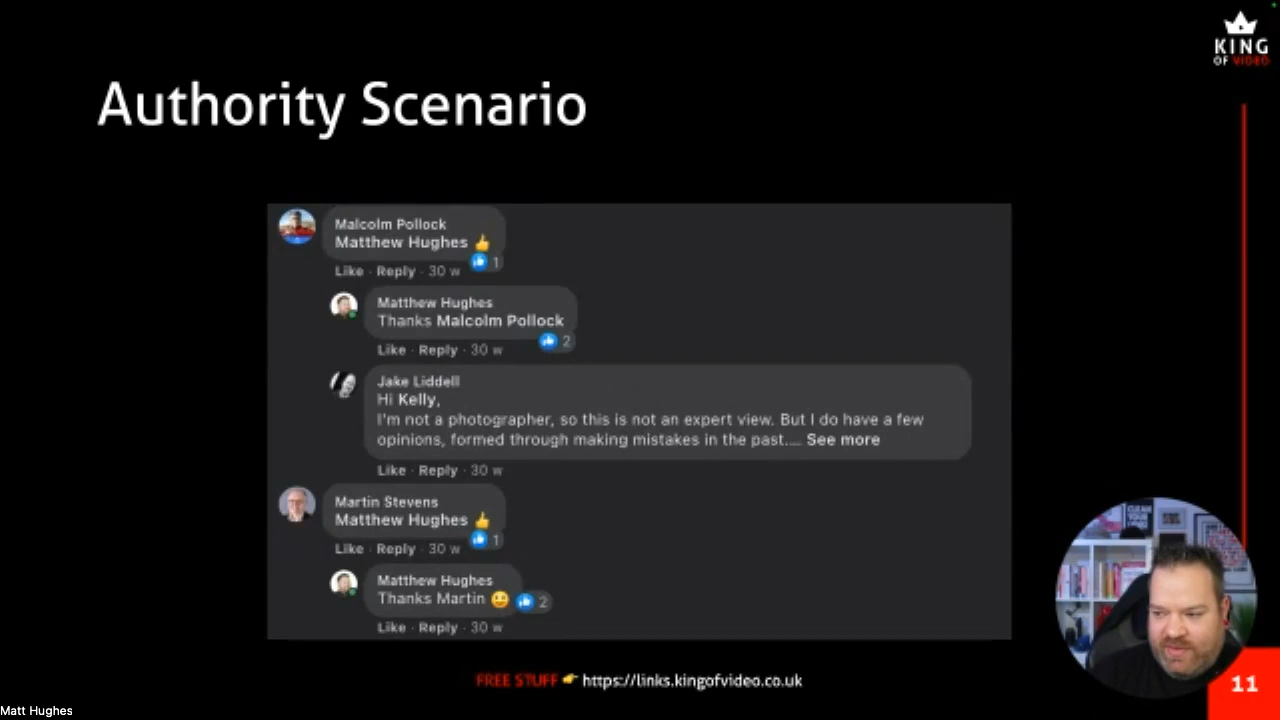 KING
OF VIDEO
Authority Scenario
Malcolm Pollock
Matthew Hughes 👍
Like · Reply · 30 w
1
Matthew Hughes
Thanks Malcolm Pollock
2
Like · Reply · 30 w
Jake Liddell
Hi Kelly,
I'm not a photographer, so this is not an expert view. But I do have a few
opinions, formed through making mistakes in the past.... See more
Like · Reply · 30 w
Martin Stevens
Matthew Hughes 👍
1
Like · Reply · 30 w
Matthew Hughes
Thanks Martin 😃 2
Like · Reply · 30 w
FREE STUFF 👉 https://links.kingofvideo.co.uk
11
Matt Hughes